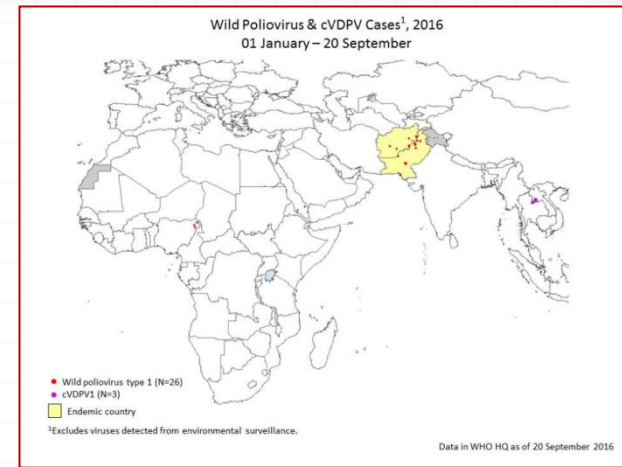 Wild Poliovirus & cVDPV Cases¹, 2016
01 January – 20 September
Wild poliovirus type 1 (N=26)
cVDPV1 (N=3)
Endemic country
¹Excludes viruses detected from environmental surveillance.
Data in WHO HQ as of 20 September 2016